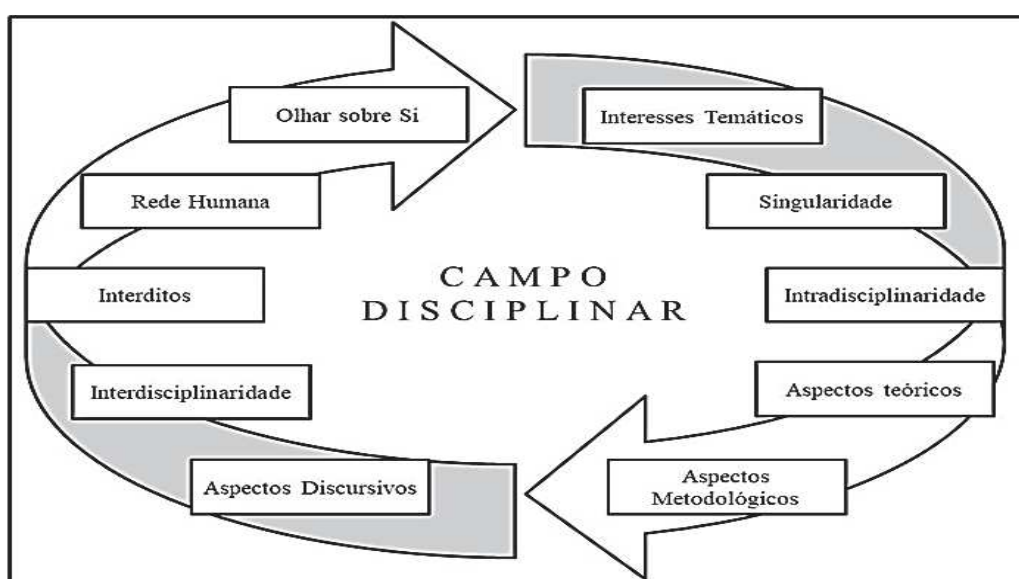 Olhar sobre Si
Interesses Temáticos
Rede Humana
Singularidade
CAMPO
DISCIPLINAR
Interditos
Intradisciplinaridade
Interdisciplinaridade
Aspectos teóricos
Aspectos Discursivos
Aspectos
Metodológicos